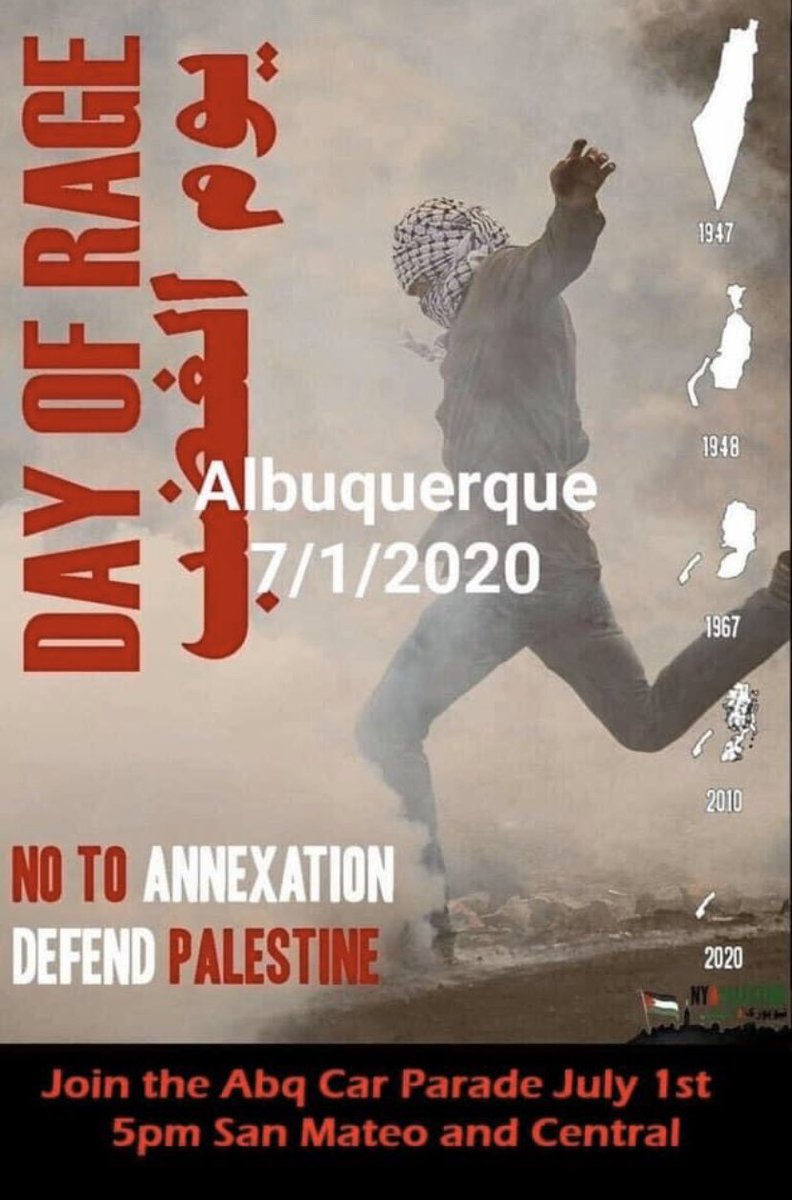 DAY OF RAGE
يوم الغضب
1947
1948
1967
2010
2020
Albuquerque
7/1/2020
NO TO ANNEXATION
DEFEND PALESTINE
Join the Abq Car Parade July 1st
5pm San Mateo and Central